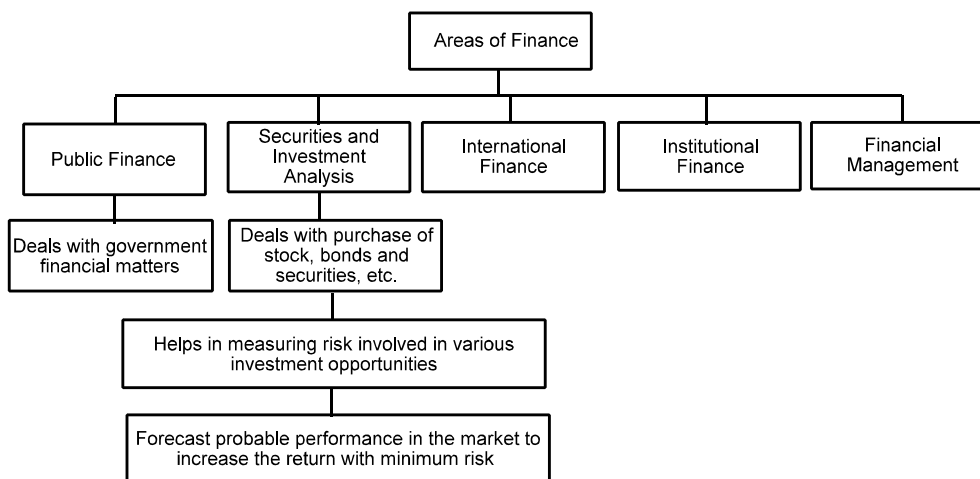 Areas of Finance
Public Finance
Securities and
Investment
Analysis
International
Finance
Institutional
Finance
Financial
Management
Deals with government
financial matters
Deals with purchase of
stock, bonds and
securities, etc.
Helps in measuring risk involved in various
investment opportunities
Forecast probable performance in the market to
increase the return with minimum risk